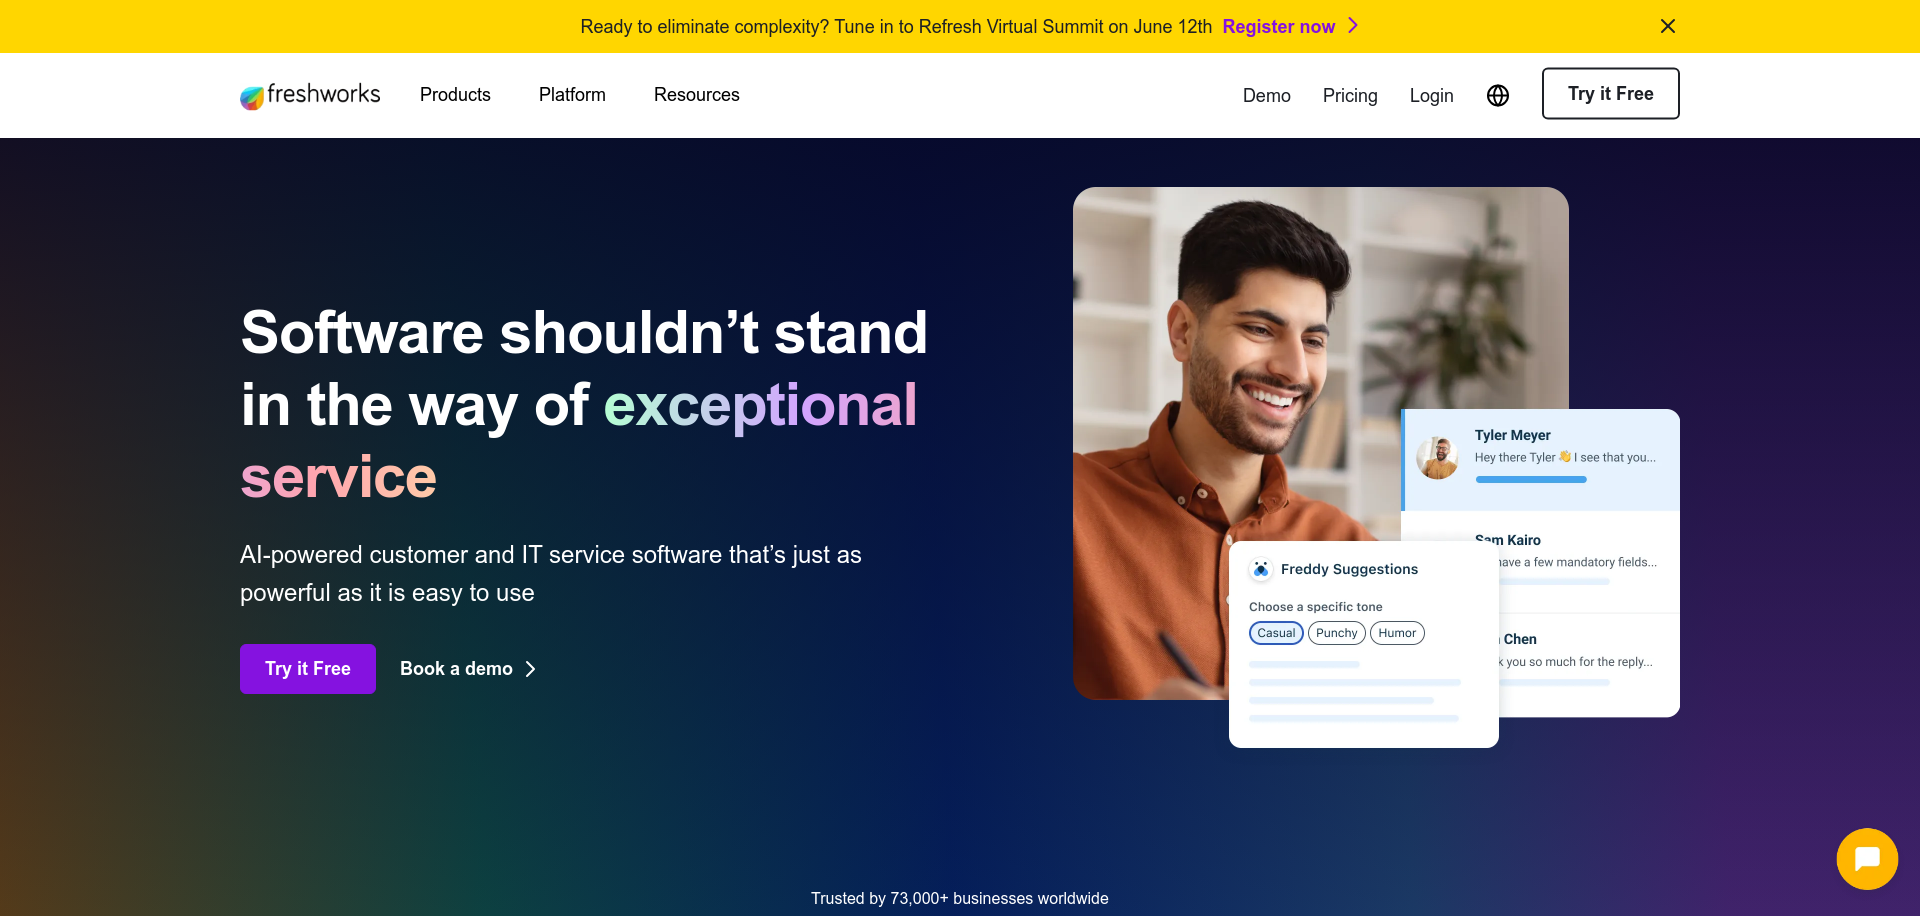 Ready to eliminate complexity? Tune in to Refresh Virtual Summit on June 12th Register now
freshworks Products Platform Resources Demo Pricing Login Try it Free
Software shouldn’t stand
in the way of exceptional
service
AI-powered customer and IT service software that’s just as
powerful as it is easy to use
Try it Free Book a demo
Tyler Meyer
Hey there Tyler 👋 I see that you...
Sam Kairo
have a few mandatory fields...
Chen
you so much for the reply...
Freddy Suggestions
Choose a specific tone
Casual Punchy Humor
Trusted by 73,000+ businesses worldwide